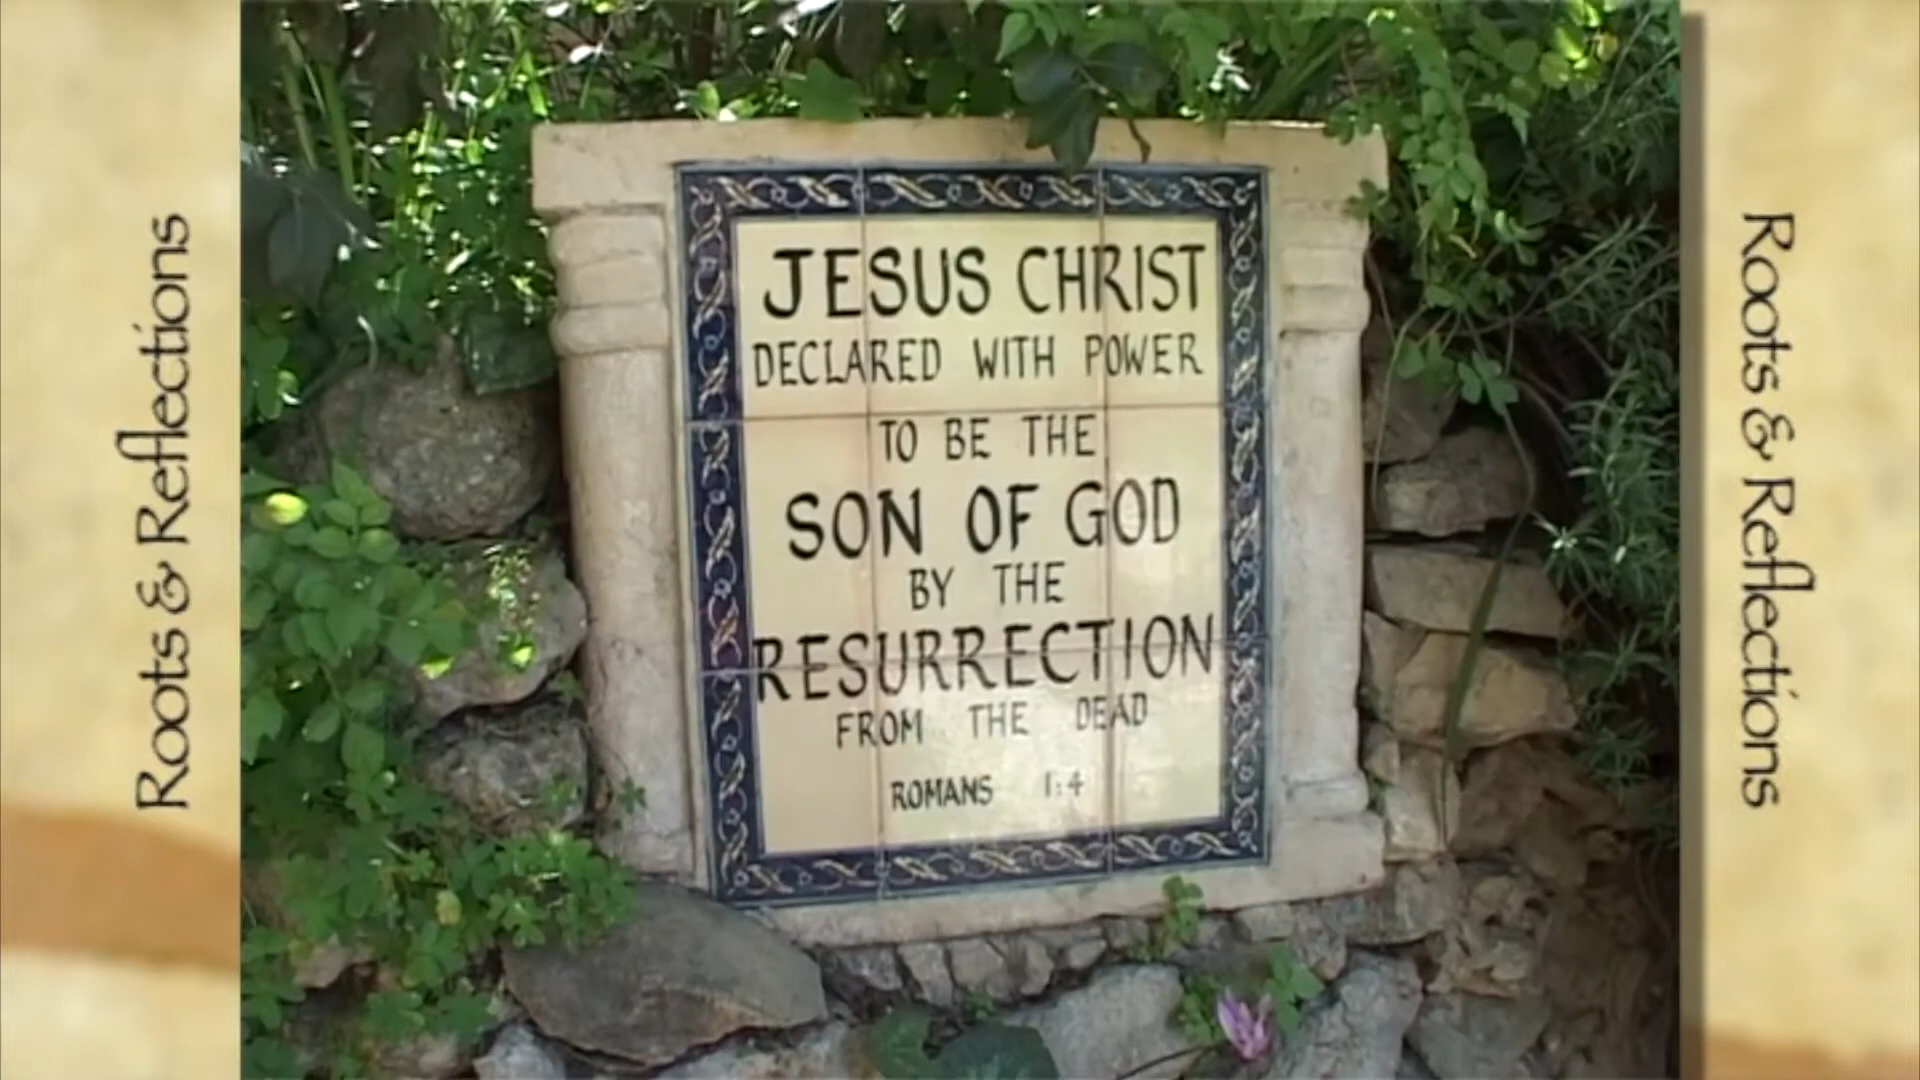 Roots & Reflections
JESUS CHRIST
DECLARED WITH POWER
TO BE THE
SON OF GOD
BY THE
RESURRECTION
FROM THE DEAD
ROMANS 1:4
Roots & Reflections